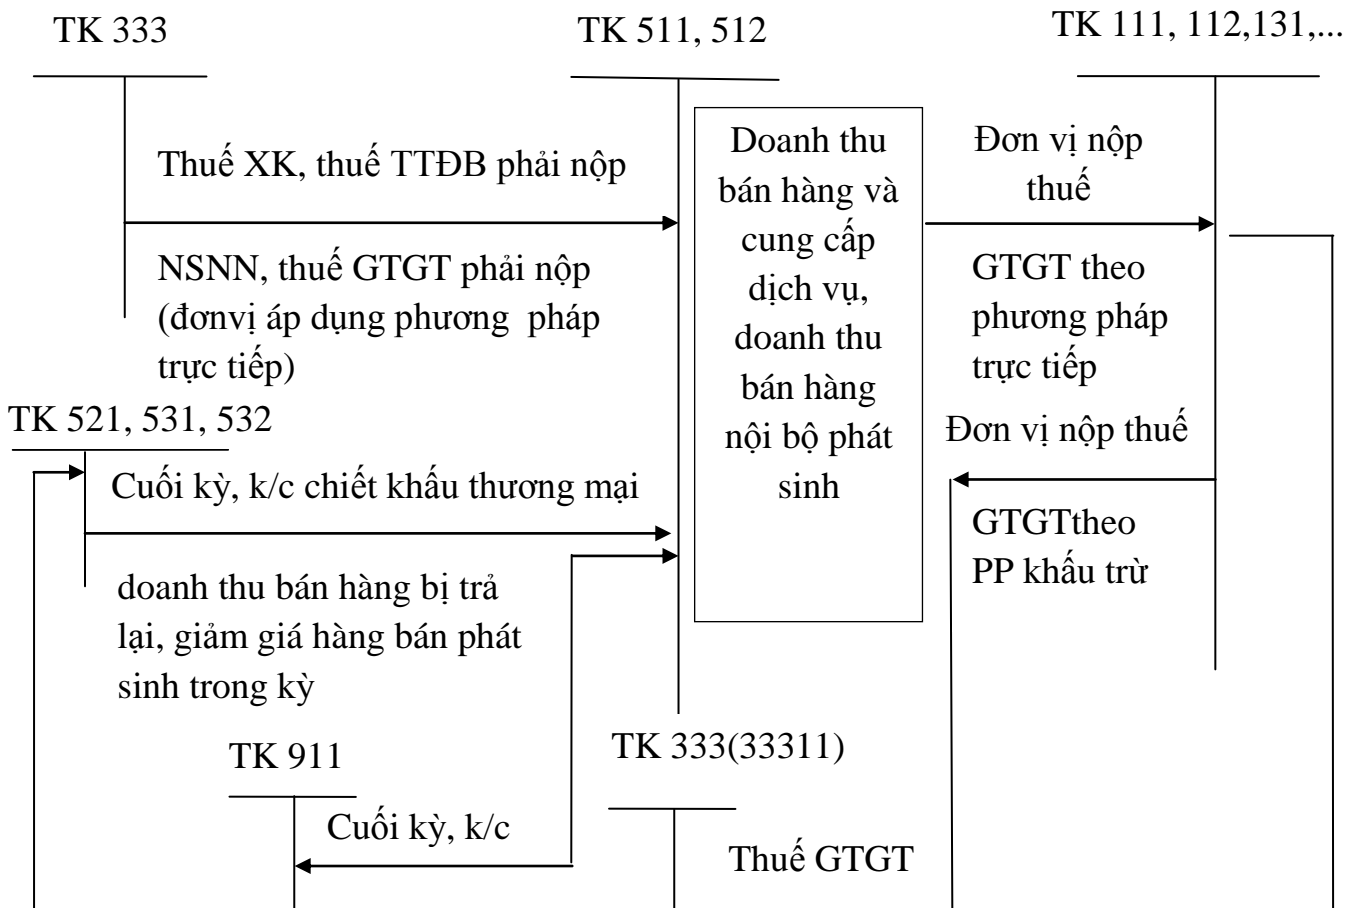 TK 333
TK 511, 512
TK 111, 112,131,...
Thuế XK, thuế TTĐB phải nộp
NSNN, thuế GTGT phải nộp
(đơnvị áp dụng phương pháp
trực tiếp)
Doanh thu
bán hàng và
cung cấp
dịch vụ,
doanh thu
bán hàng
nội bộ phát
sinh
Đơn vị nộp
thuế
GTGT theo
phương pháp
trực tiếp
Đơn vị nộp thuế
GTGTtheo
PP khấu trừ
TK 521, 531, 532
Cuối kỳ, k/c chiết khấu thương mại
doanh thu bán hàng bị trả
lại, giảm giá hàng bán phát
sinh trong kỳ
TK 911
Cuối kỳ, k/c
TK 333(33311)
Thuế GTGT